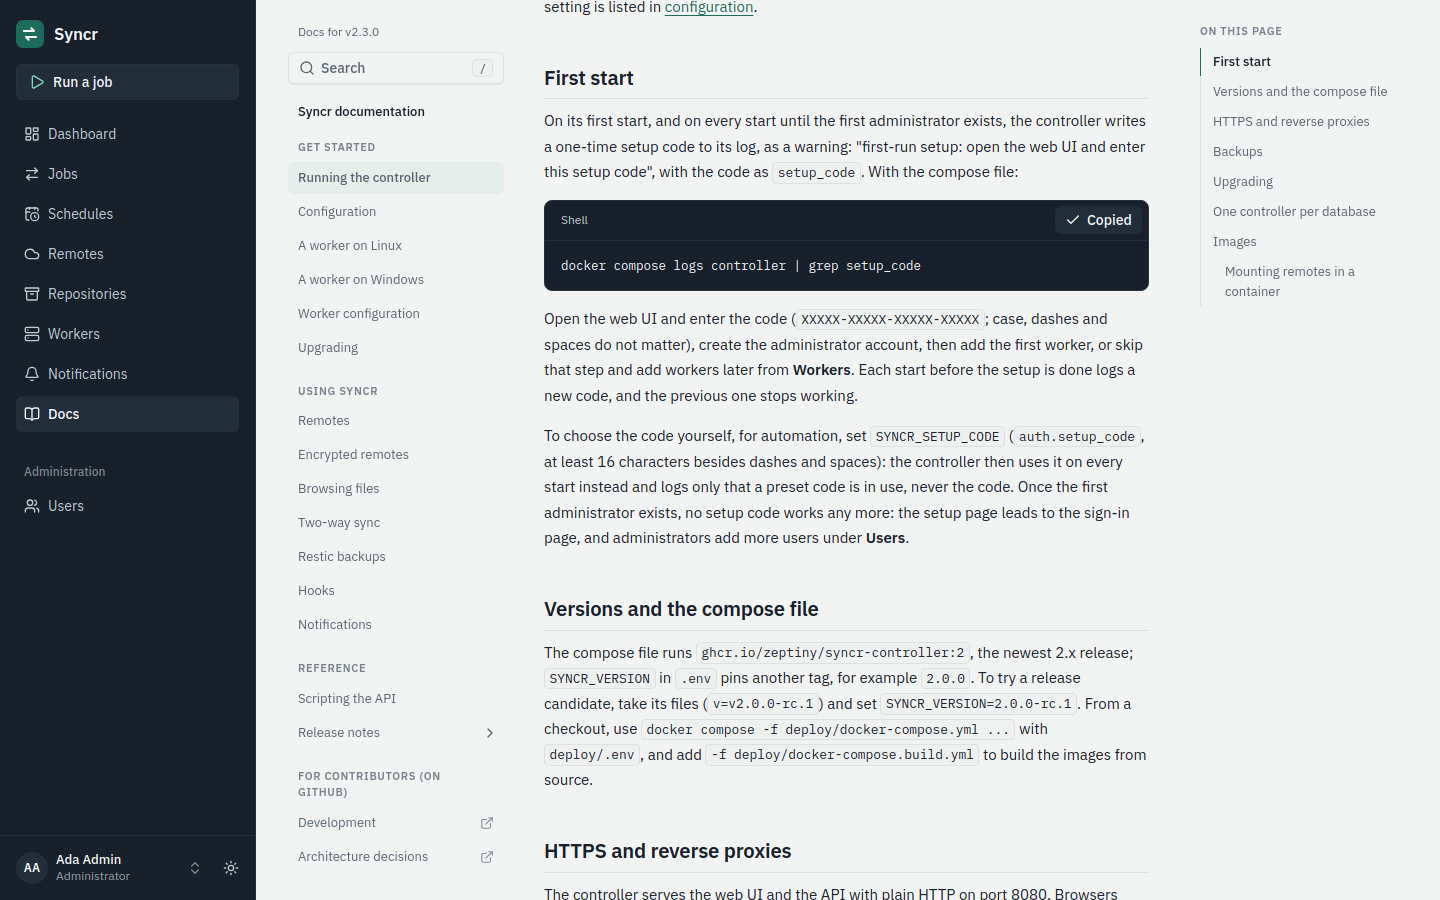 Syncr
Run a job
Dashboard
Jobs
Schedules
Remotes
Repositories
Workers
Notifications
Docs
Administration
Users
AA
Ada Admin
Administrator
Docs for v2.3.0
Search
/
Syncr documentation
GET STARTED
Running the controller
Configuration
A worker on Linux
A worker on Windows
Worker configuration
Upgrading
USING SYNCR
Remotes
Encrypted remotes
Browsing files
Two-way sync
Restic backups
Hooks
Notifications
REFERENCE
Scripting the API
Release notes
FOR CONTRIBUTORS (ON
GITHUB)
Development
Architecture decisions
setting is listed in configuration.
First start
On its first start, and on every start until the first administrator exists, the controller writes
a one-time setup code to its log, as a warning: "first-run setup: open the web UI and enter
this setup code", with the code as setup_code. With the compose file:
Shell
Copied
docker compose logs controller | grep setup_code
Open the web UI and enter the code (XXXXX-XXXXX-XXXXX-XXXXX; case, dashes and
spaces do not matter), create the administrator account, then add the first worker, or skip
that step and add workers later from Workers. Each start before the setup is done logs a
new code, and the previous one stops working.
To choose the code yourself, for automation, set SYNCR_SETUP_CODE (auth.setup_code,
at least 16 characters besides dashes and spaces): the controller then uses it on every
start instead and logs only that a preset code is in use, never the code. Once the first
administrator exists, no setup code works any more: the setup page leads to the sign-in
page, and administrators add more users under Users.
Versions and the compose file
The compose file runs ghcr.io/zeptiny/syncr-controller:2, the newest 2.x release;
SYNCR_VERSION in .env pins another tag, for example 2.0.0. To try a release
candidate, take its files (v=v2.0.0-rc.1) and set SYNCR_VERSION=2.0.0-rc.1. From a
checkout, use docker compose -f deploy/docker-compose.yml ... with
deploy/.env, and add -f deploy/docker-compose.build.yml to build the images from
source.
HTTPS and reverse proxies
The controller serves the web UI and the API with plain HTTP on port 8080. Browsers
ON THIS PAGE
First start
Versions and the compose file
HTTPS and reverse proxies
Backups
Upgrading
One controller per database
Images
Mounting remotes in a
container